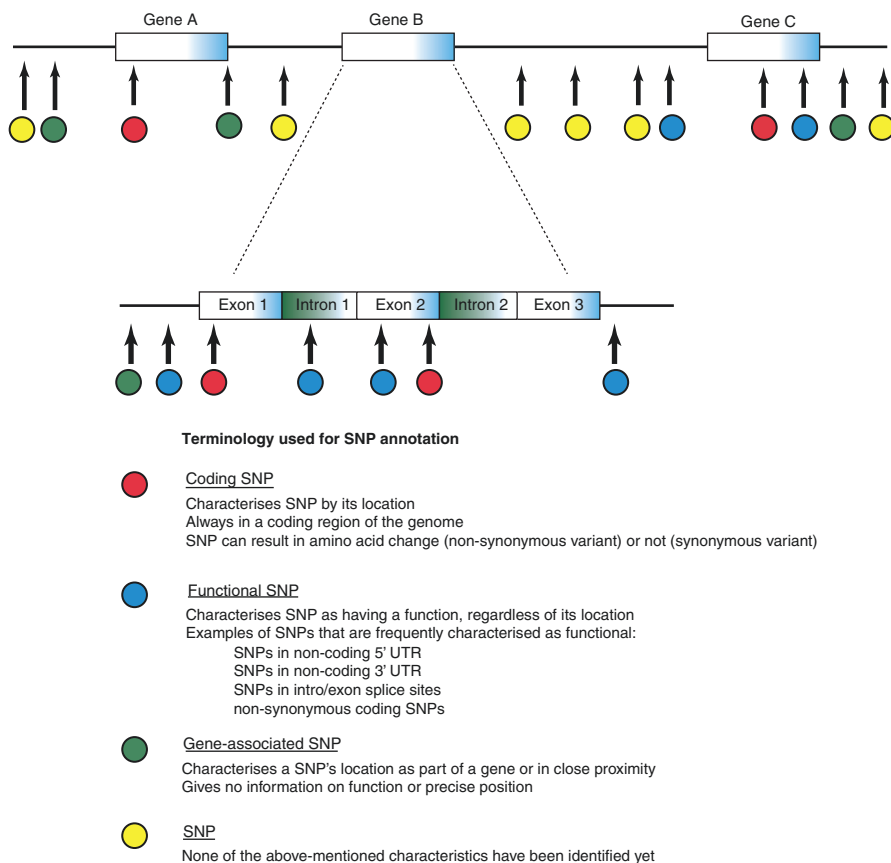 Gene A
Gene B
Gene C
Exon 1
Intron 1
Exon 2
Intron 2
Exon 3
Terminology used for SNP annotation
Coding SNP
Characterises SNP by its location
Always in a coding region of the genome
SNP can result in amino acid change (non-synonymous variant) or not (synonymous variant)
Functional SNP
Characterises SNP as having a function, regardless of its location
Examples of SNPs that are frequently characterised as functional:
SNPs in non-coding 5' UTR
SNPs in non-coding 3' UTR
SNPs in intro/exon splice sites
non-synonymous coding SNPs
Gene-associated SNP
Characterises a SNP's location as part of a gene or in close proximity
Gives no information on function or precise position
SNP
None of the above-mentioned characteristics have been identified yet